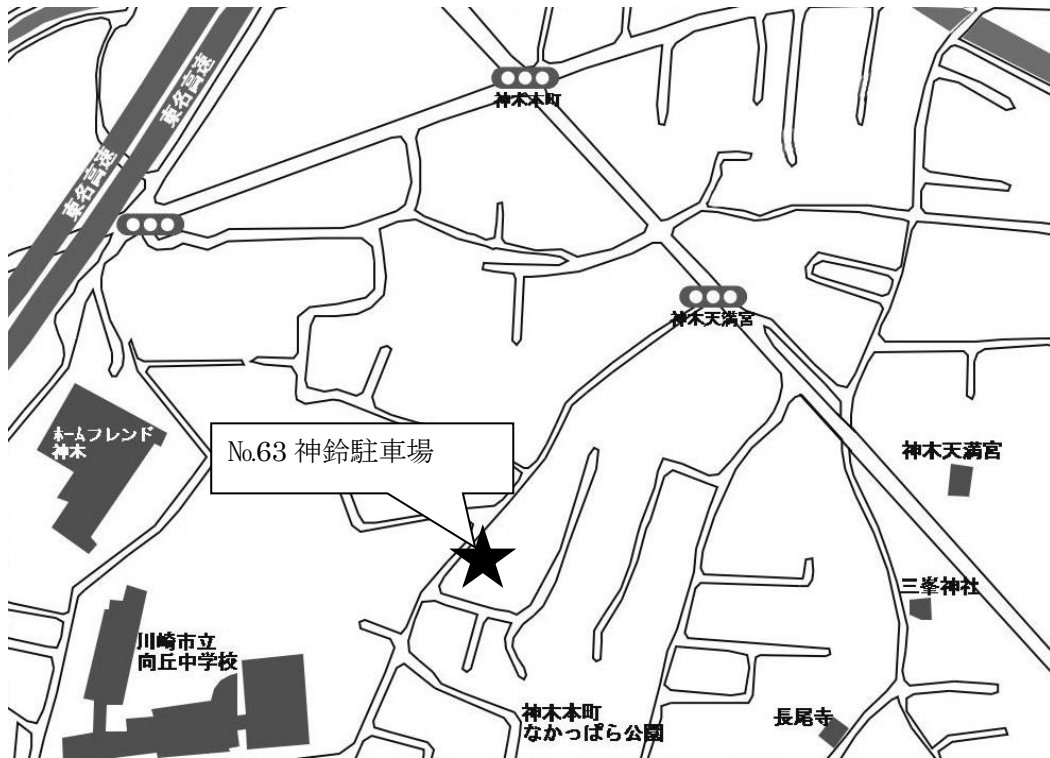 東名高速
東名高速
神木本町
神木天満宮
ホームフレンド
神木
№63 神鈴駐車場
神木天満宮
三峯神社
川崎市立
向丘中学校
神木本町
なかっぱら公園
長尾寺